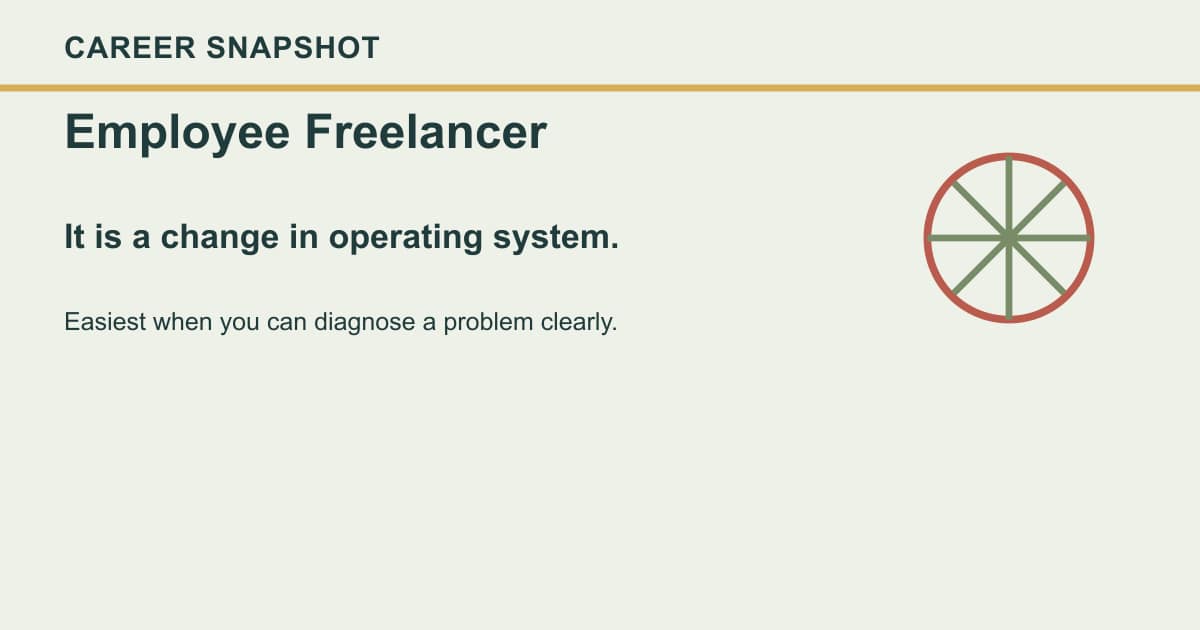 CAREER SNAPSHOT
Employee Freelancer
It is a change in operating system.
Easiest when you can diagnose a problem clearly.